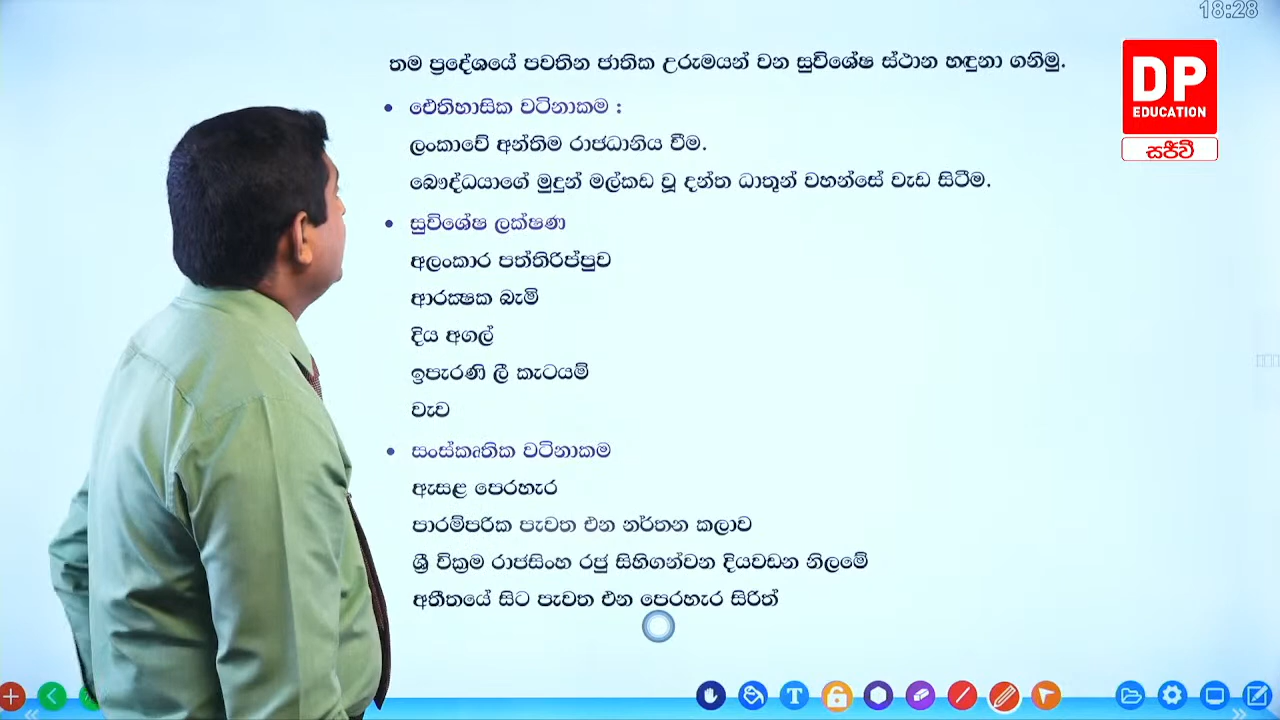 18:28
තම ප්‍රදේශයේ පවතින ජාතික උරුමයන් වන සුවිශේෂ ස්ථාන හඳුනා ගනිමු.
DP
EDUCATION
සජීවී
• ඓතිහාසික වටිනාකම :
ලංකාවේ අන්තිම රාජධානිය වීම.
බෞද්ධයාගේ මුදුන් මල්කඩ වූ දන්ත ධාතූන් වහන්සේ වැඩ සිටීම.
• සුවිශේෂ ලක්ෂණ
අලංකාර පත්තිරිප්පුව
ආරක්‍ෂක බැමි
දිය අගල්
ඉපැරණි ලී කැටයම්
වැව
• සංස්කෘතික වටිනාකම
ඇසළ පෙරහැර
පාරම්පරික පැවත එන නර්තන කලාව
ශ්‍රී වික්‍රම රාජසිංහ රජු සිහිගන්වන දියවඩන නිලමේ
අතීතයේ සිට පැවත එන පෙරහැර සිරිත්